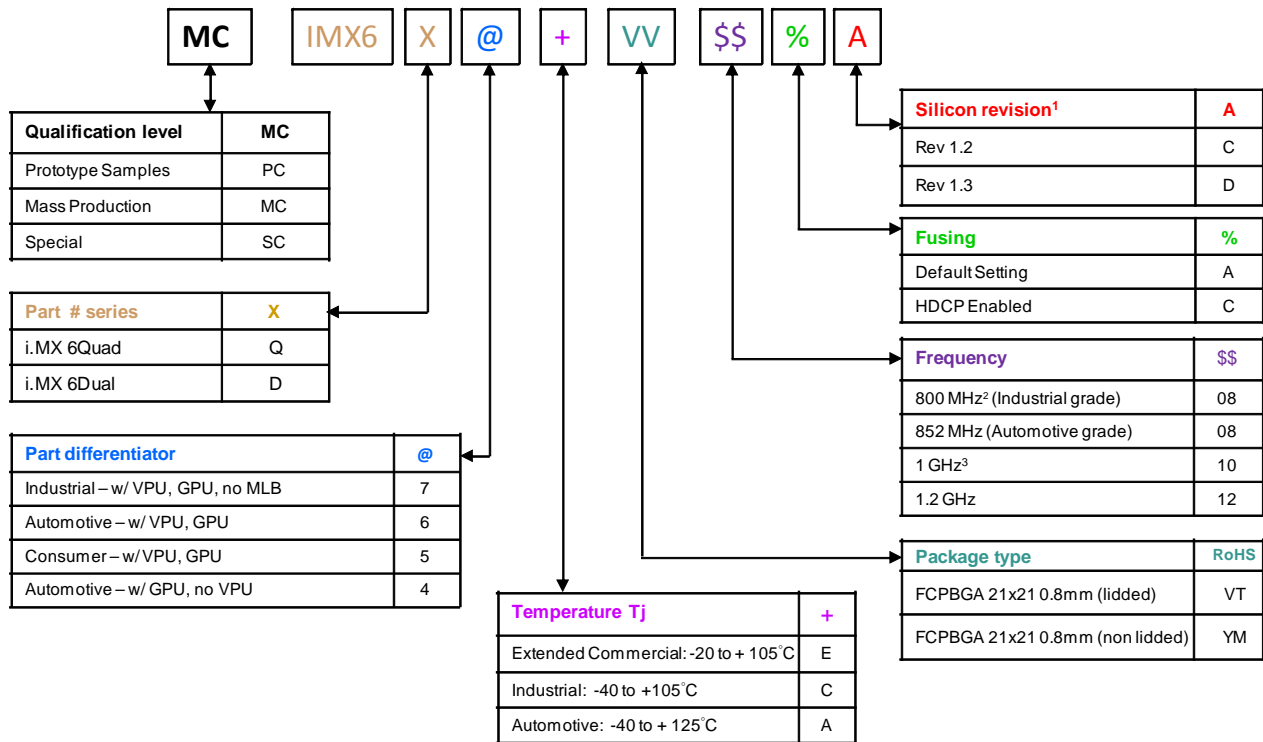 MC IMX6 X @ + VV $$ % A
Qualification level MC
Prototype Samples PC
Mass Production MC
Special SC
Part # series X
i.MX 6Quad Q
i.MX 6Dual D
Part differentiator @
Industrial – w/ VPU, GPU, no MLB 7
Automotive – w/ VPU, GPU 6
Consumer – w/ VPU, GPU 5
Automotive – w/ GPU, no VPU 4
Temperature Tj +
Extended Commercial: -20 to + 105°C E
Industrial: -40 to +105°C C
Automotive: -40 to + 125°C A
Silicon revision¹ A
Rev 1.2 C
Rev 1.3 D
Fusing %
Default Setting A
HDCP Enabled C
Frequency $$
800 MHz² (Industrial grade) 08
852 MHz (Automotive grade) 08
1 GHz³ 10
1.2 GHz 12
Package type RoHS
FCPBGA 21x21 0.8mm (lidded) VT
FCPBGA 21x21 0.8mm (non lidded) YM